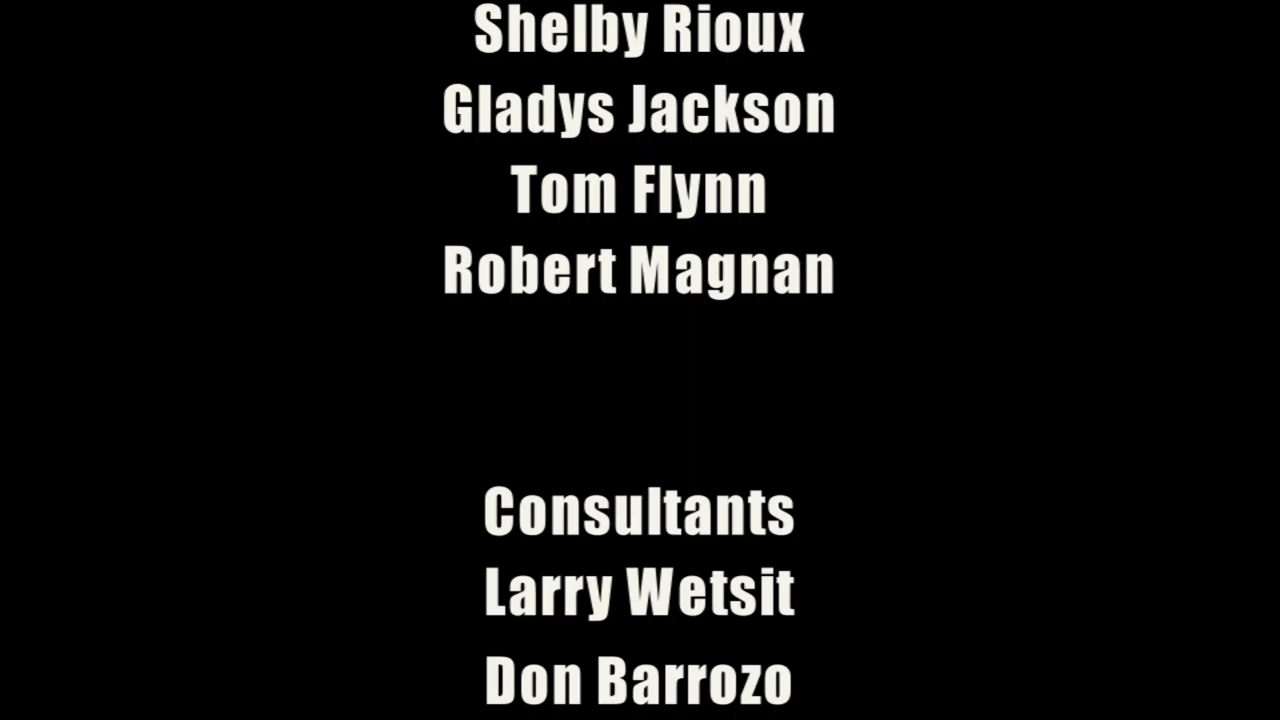 Shelby Rioux
Gladys Jackson
Tom Flynn
Robert Magnan
Consultants
Larry Wetsit
Don Barrozo